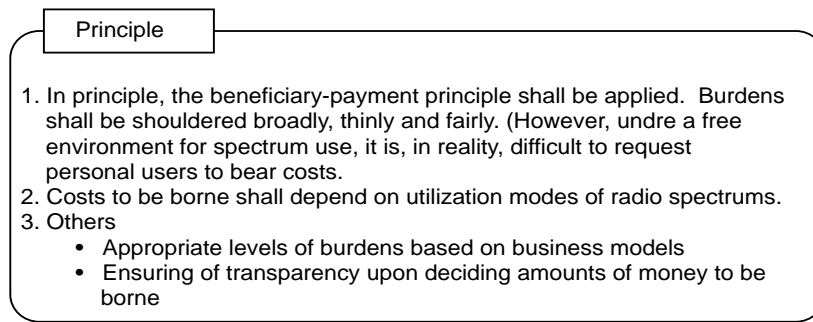 Principle
1. In principle, the beneficiary-payment principle shall be applied.  Burdens
shall be shouldered broadly, thinly and fairly. (However, undre a free
environment for spectrum use, it is, in reality, difficult to request
personal users to bear costs.
2. Costs to be borne shall depend on utilization modes of radio spectrums.
3. Others
• Appropriate levels of burdens based on business models
• Ensuring of transparency upon deciding amounts of money to be
borne